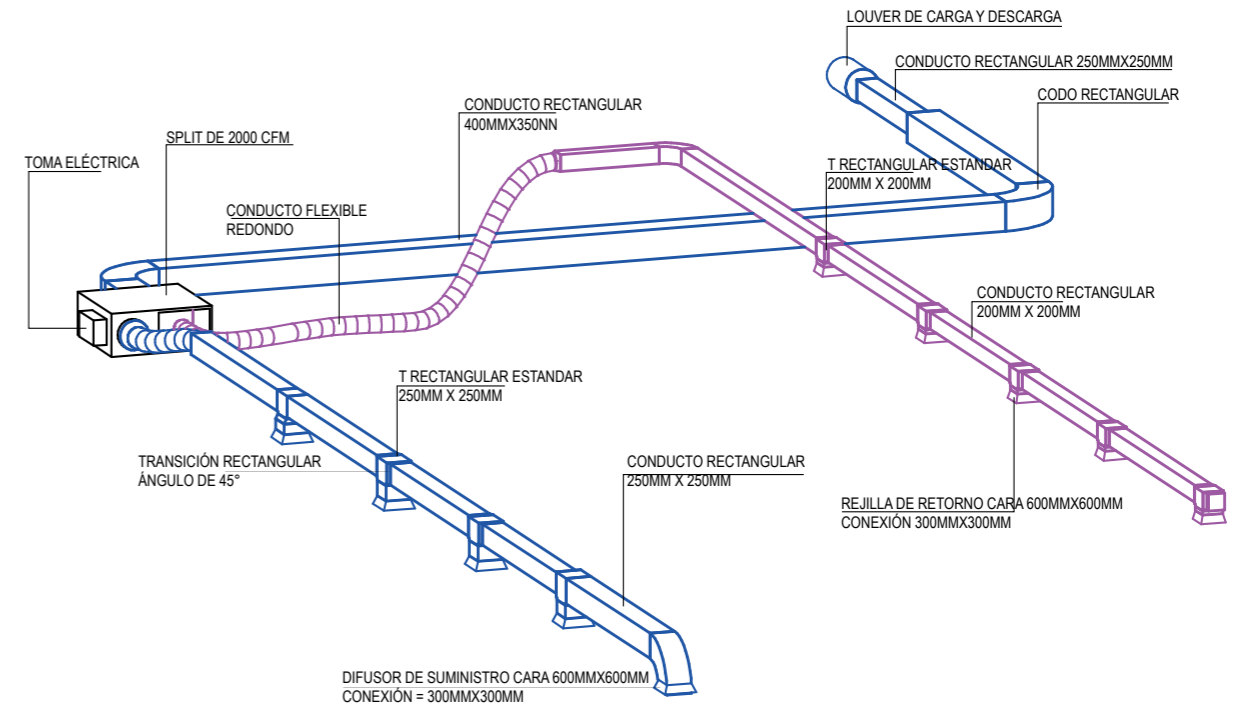 LOUVER DE CARGA Y DESCARGA
CONDUCTO RECTANGULAR 250MMX250MM
CODO RECTANGULAR
CONDUCTO RECTANGULAR
400MMX350NN
SPLIT DE 2000 CFM
TOMA ELÉCTRICA
T RECTANGULAR ESTANDAR
200MM X 200MM
CONDUCTO FLEXIBLE
REDONDO
CONDUCTO RECTANGULAR
200MM X 200MM
T RECTANGULAR ESTANDAR
250MM X 250MM
TRANSICIÓN RECTANGULAR
ÁNGULO DE 45°
CONDUCTO RECTANGULAR
250MM X 250MM
REJILLA DE RETORNO CARA 600MMX600MM
CONEXIÓN 300MMX300MM
DIFUSOR DE SUMINISTRO CARA 600MMX600MM
CONEXIÓN = 300MMX300MM